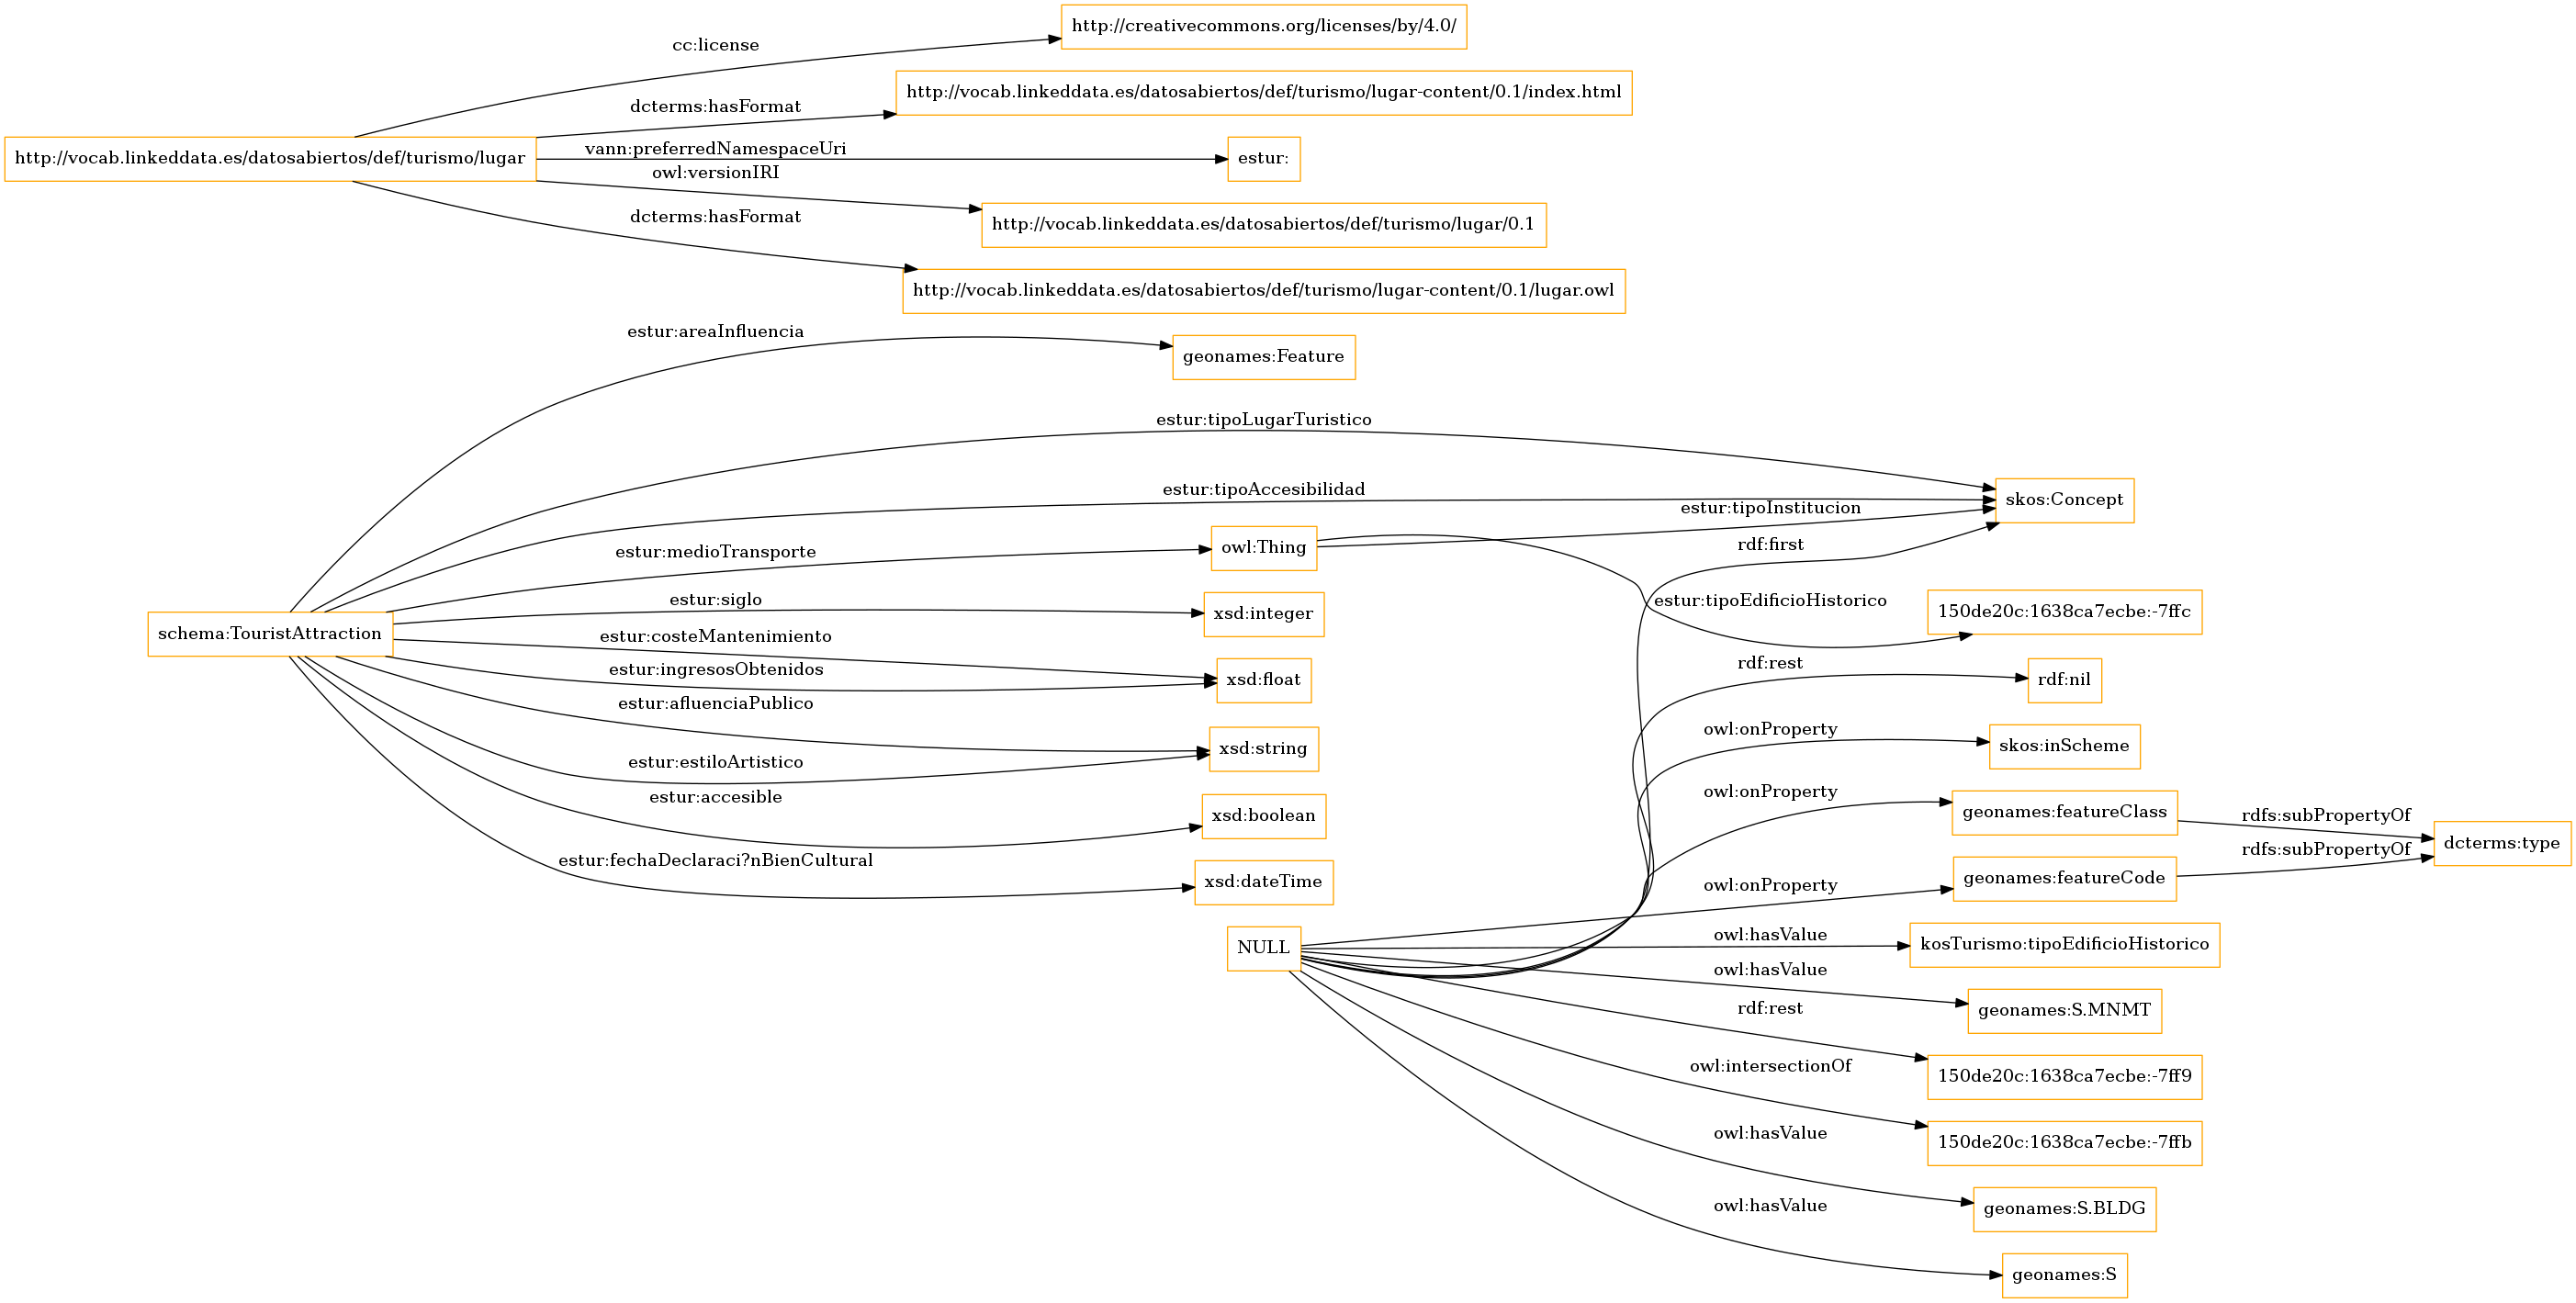 http://creativecommons.org/licenses/by/4.0/
cc:license
http://vocab.linkeddata.es/datosabiertos/def/turismo/lugar-content/0.1/index.html
dcterms:hasFormat
http://vocab.linkeddata.es/datosabiertos/def/turismo/lugar
vann:preferredNamespaceUri
estur:
owl:versionIRI
http://vocab.linkeddata.es/datosabiertos/def/turismo/lugar/0.1
dcterms:hasFormat
http://vocab.linkeddata.es/datosabiertos/def/turismo/lugar-content/0.1/lugar.owl
estur:areaInfluencia
geonames:Feature
estur:tipoLugarTuristico
estur:tipoAccesibilidad
skos:Concept
estur:tipoInstitucion
estur:medioTransporte
owl:Thing
rdf:first
estur:siglo
xsd:integer
estur:tipoEdificioHistorico
150de20c:1638ca7ecbe:-7ffc
schema:TouristAttraction
estur:costeMantenimiento
estur:ingresosObtenidos
xsd:float
rdf:rest
rdf:nil
estur:afluenciaPublico
xsd:string
owl:onProperty
skos:inScheme
estur:estiloArtistico
estur:accesible
xsd:boolean
owl:onProperty
geonames:featureClass
rdfs:subPropertyOf
dcterms:type
rdfs:subPropertyOf
estur:fechaDeclaraci?nBienCultural
xsd:dateTime
owl:onProperty
geonames:featureCode
NULL
owl:hasValue
kosTurismo:tipoEdificioHistorico
owl:hasValue
geonames:S.MNMT
rdf:rest
150de20c:1638ca7ecbe:-7ff9
owl:intersectionOf
150de20c:1638ca7ecbe:-7ffb
owl:hasValue
geonames:S.BLDG
owl:hasValue
geonames:S